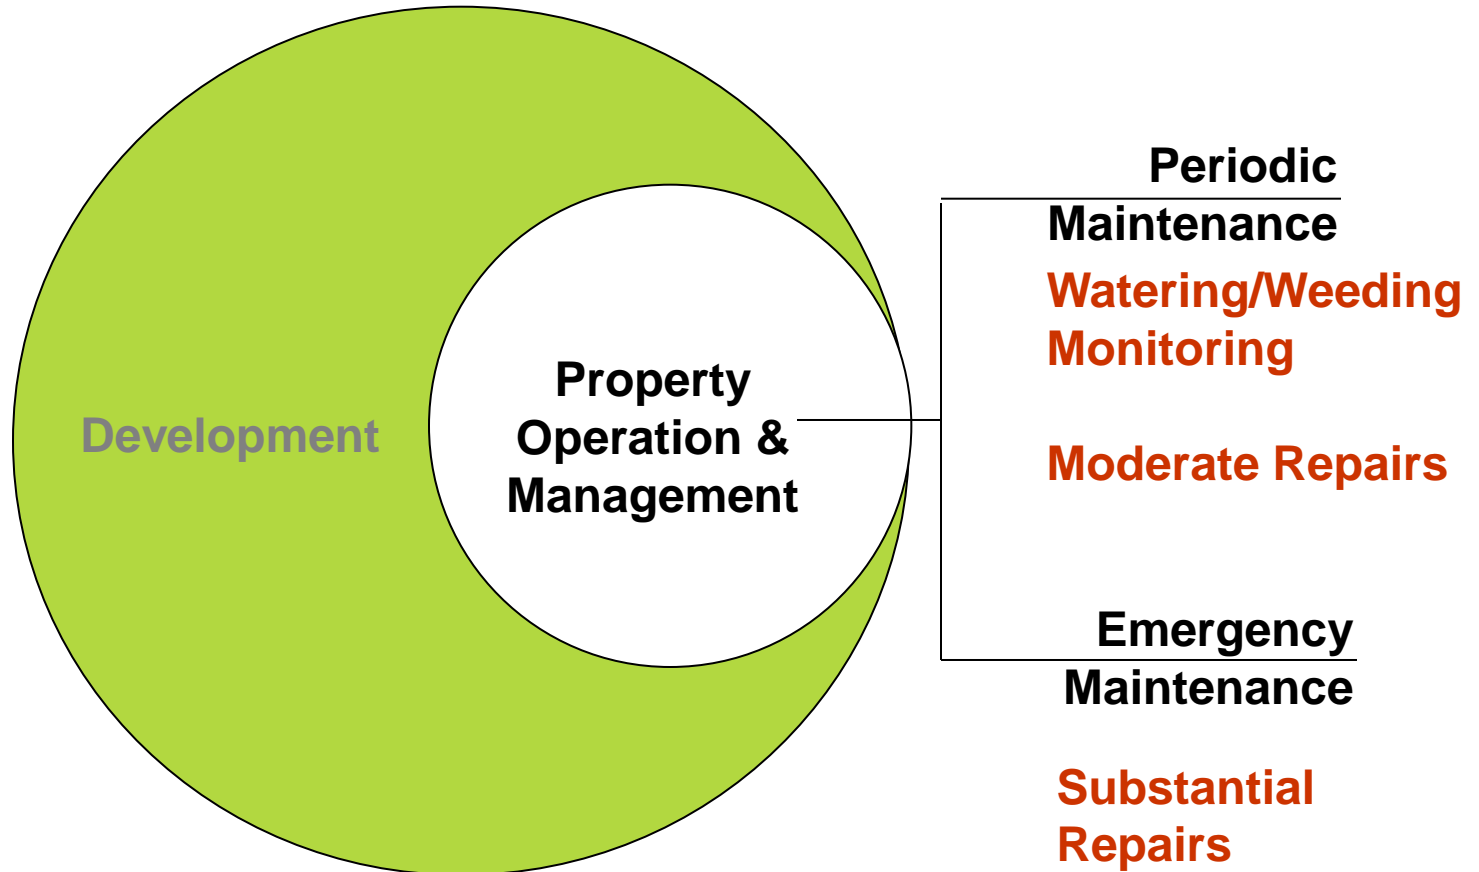 Development
Property
Operation &
Management
Periodic
Maintenance
Watering/Weeding
Monitoring
Moderate Repairs
Emergency
Maintenance
Substantial
Repairs